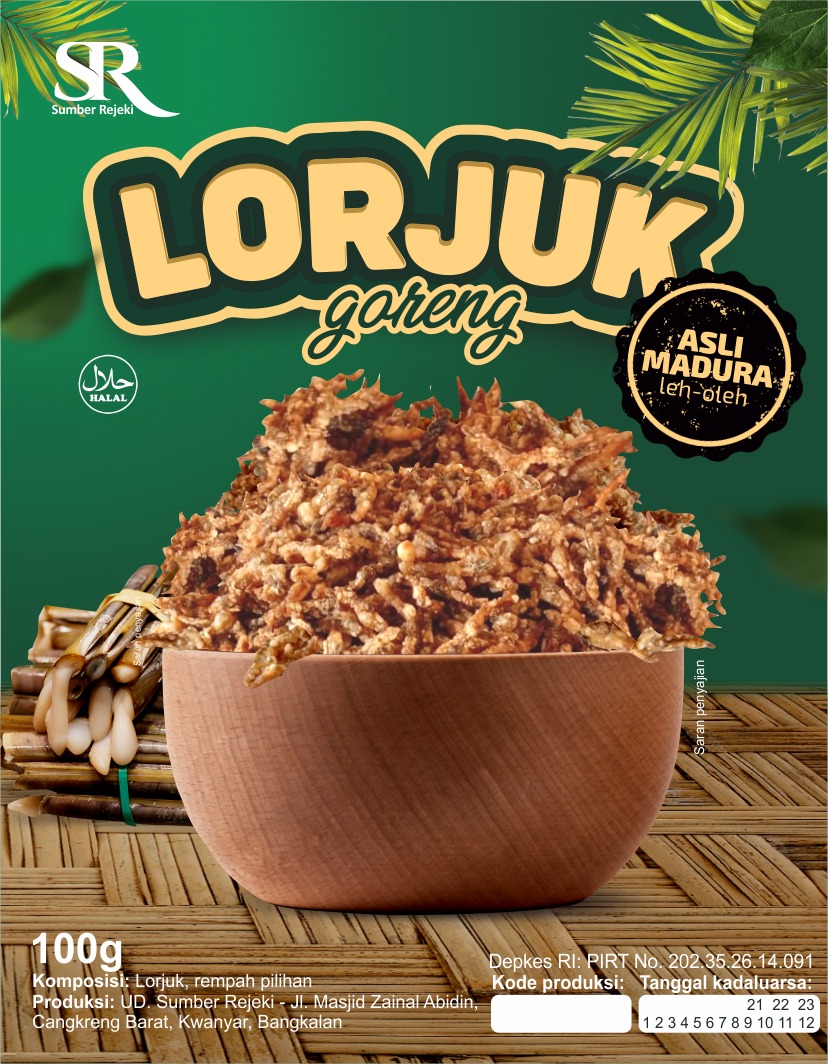 SR
Sumber Rejeki
LORJUK
goreng
ASLI
MADURA
leh-oleh
حلال
HALAL
Saran penyajian
Saran penyajian
100g
Komposisi: Lorjuk, rempah pilihan
Produksi: UD. Sumber Rejeki - Jl. Masjid Zainal Abidin,
Cangkreng Barat, Kwanyar, Bangkalan
Depkes RI: PIRT No. 202.35.26.14.091
Kode produksi: Tanggal kadaluarsa:
21 22 23
1 2 3 4 5 6 7 8 9 10 11 12